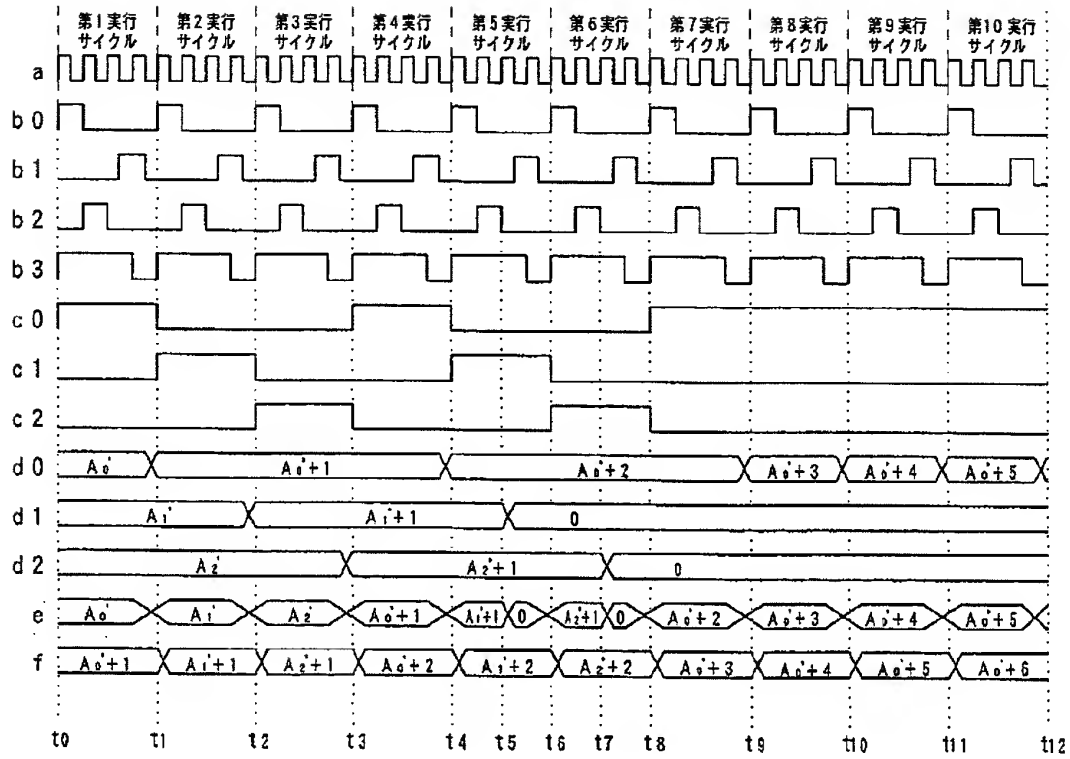 第1実行 第2実行 第3実行 第4実行 第5実行 第6実行 第7実行 第8実行 第9実行 第10実行
サイクル サイクル サイクル サイクル サイクル サイクル サイクル サイクル サイクル サイクル
a
b0
b1
b2
b3
c0
c1
c2
d0 A₀' A₀'+1 A₀'+2 A₀'+3 A₀'+4 A₀'+5
d1 A₁' A₁'+1 0
d2 A₂' A₂'+1 0
e A₀' A₁' A₂' A₀'+1 A₁'+1 0 A₂'+1 0 A₀'+2 A₀'+3 A₀'+4 A₀'+5
f A₀'+1 A₁'+1 A₂'+1 A₀'+2 A₁'+2 A₂'+2 A₀'+3 A₀'+4 A₀'+5 A₀'+6
t0 t1 t2 t3 t4 t5 t6 t7 t8 t9 t10 t11 t12